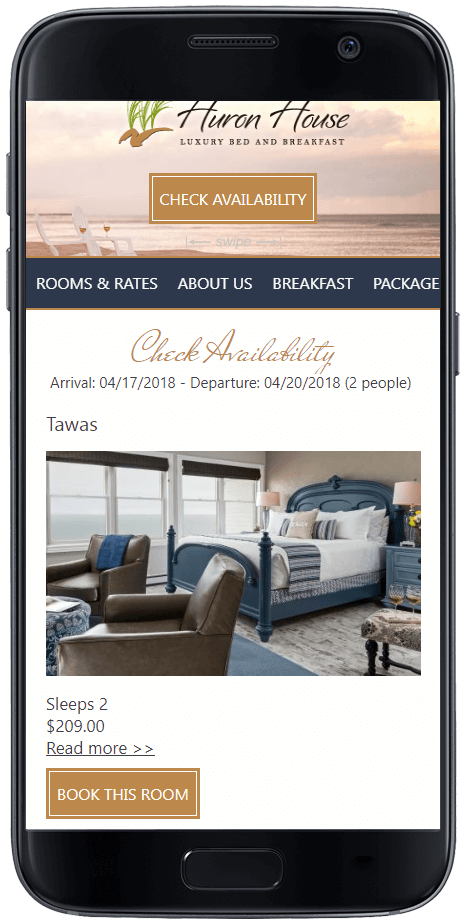 Huron House
LUXURY BED AND BREAKFAST
CHECK AVAILABILITY
swipe
ROOMS & RATES ABOUT US BREAKFAST PACKAGE
Check Availability
Arrival: 04/17/2018 - Departure: 04/20/2018 (2 people)
Tawas
Sleeps 2
$209.00
Read more >>
BOOK THIS ROOM